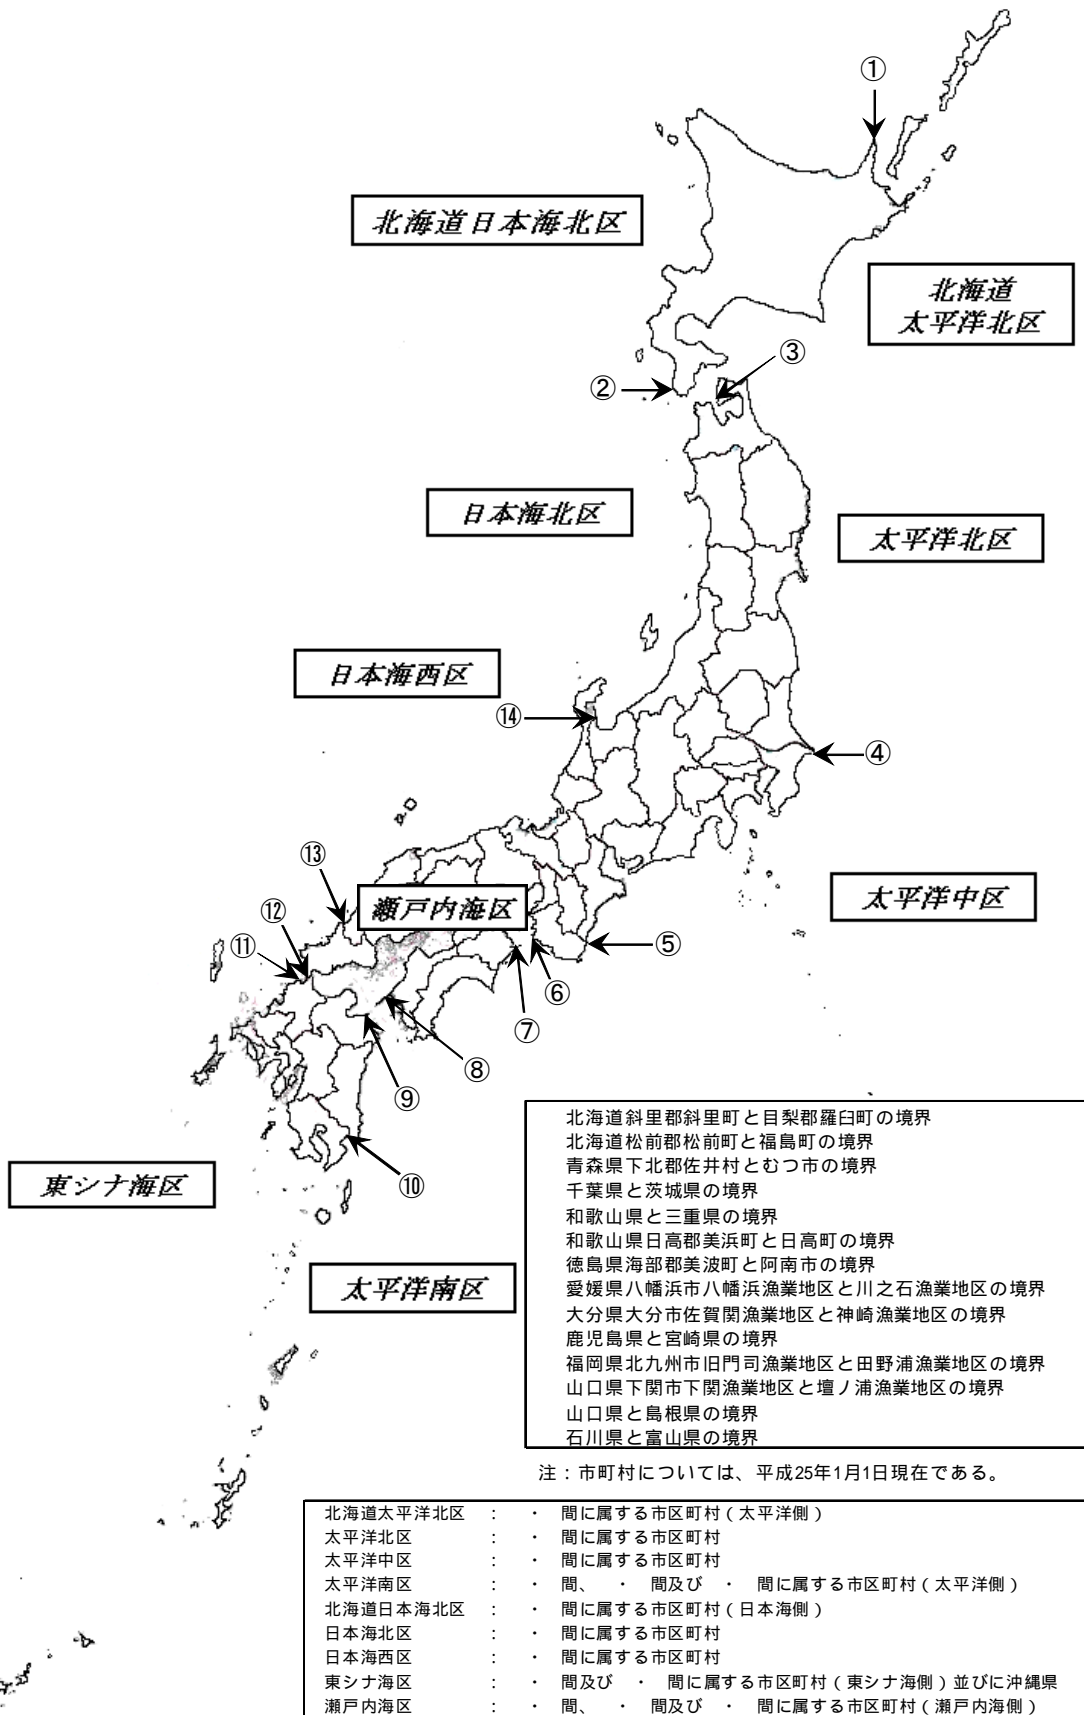 ①
北海道日本海北区
北海道
太平洋北区
③
②
日本海北区
太平洋北区
日本海西区
⑭
④
⑬
瀬戸内海区
太平洋中区
⑫
⑪
⑤
⑥
⑦
⑧
⑨
東シナ海区
⑩
太平洋南区
北海道斜里郡斜里町と目梨郡羅臼町の境界
北海道松前郡松前町と福島町の境界
青森県下北郡佐井村とむつ市の境界
千葉県と茨城県の境界
和歌山県と三重県の境界
和歌山県日高郡美浜町と日高町の境界
徳島県海部郡美波町と阿南市の境界
愛媛県八幡浜市八幡浜漁業地区と川之石漁業地区の境界
大分県大分市佐賀関漁業地区と神崎漁業地区の境界
鹿児島県と宮崎県の境界
福岡県北九州市旧門司漁業地区と田野浦漁業地区の境界
山口県下関市下関漁業地区と壇ノ浦漁業地区の境界
山口県と島根県の境界
石川県と富山県の境界
注：市町村については、平成25年1月1日現在である。
北海道太平洋北区 ： ・ 間に属する市区町村（太平洋側）
太平洋北区 ： ・ 間に属する市区町村
太平洋中区 ： ・ 間に属する市区町村
太平洋南区 ： ・ 間、 ・ 間及び ・ 間に属する市区町村（太平洋側）
北海道日本海北区 ： ・ 間に属する市区町村（日本海側）
日本海北区 ： ・ 間に属する市区町村
日本海西区 ： ・ 間に属する市区町村
東シナ海区 ： ・ 間及び ・ 間に属する市区町村（東シナ海側）並びに沖縄県
瀬戸内海区 ： ・ 間、 ・ 間及び ・ 間に属する市区町村（瀬戸内海側）